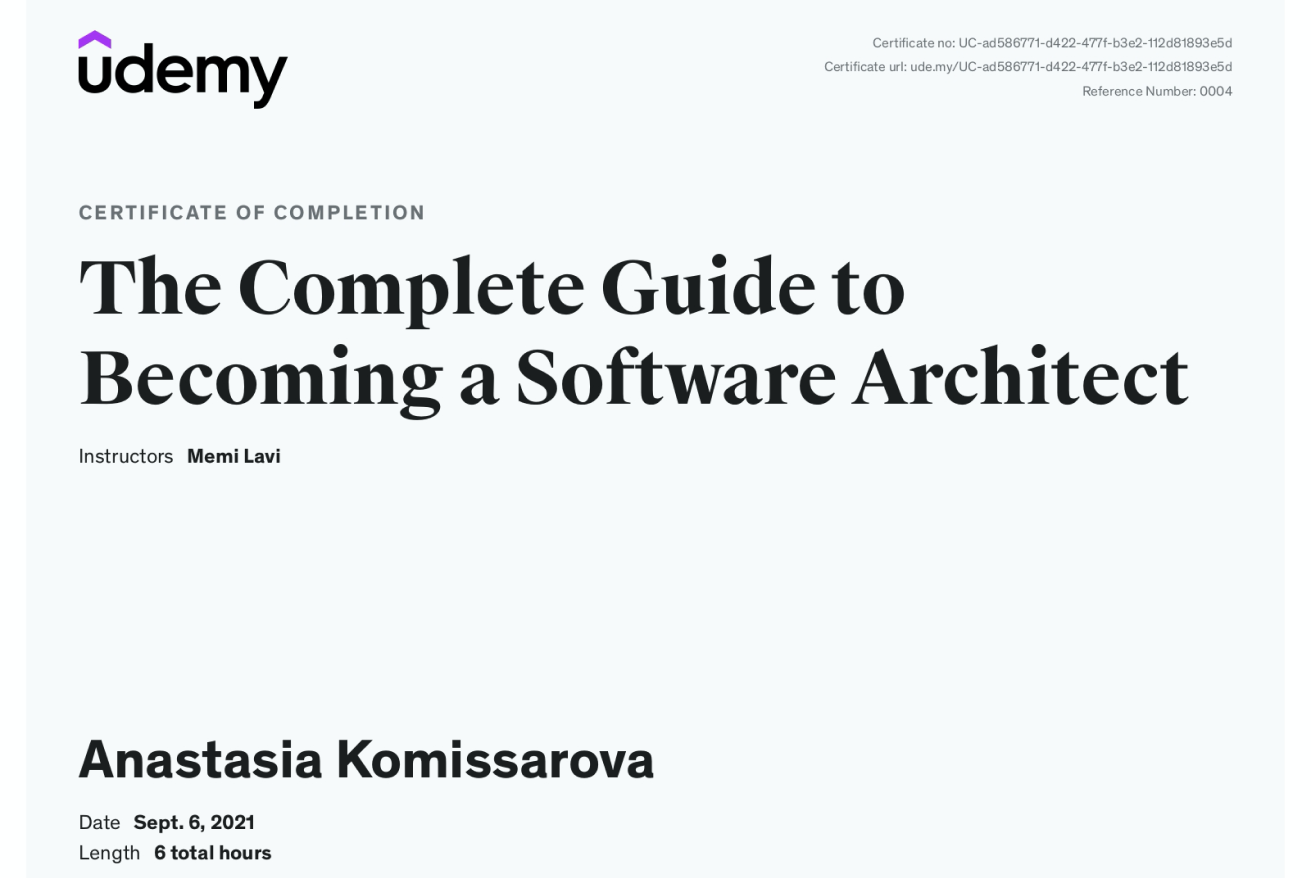 udemy
Certificate no: UC-ad586771-d422-477f-b3e2-112d81893e5d
Certificate url: ude.my/UC-ad586771-d422-477f-b3e2-112d81893e5d
Reference Number: 0004
CERTIFICATE OF COMPLETION
The Complete Guide to
Becoming a Software Architect
Instructors Memi Lavi
Anastasia Komissarova
Date Sept. 6, 2021
Length 6 total hours